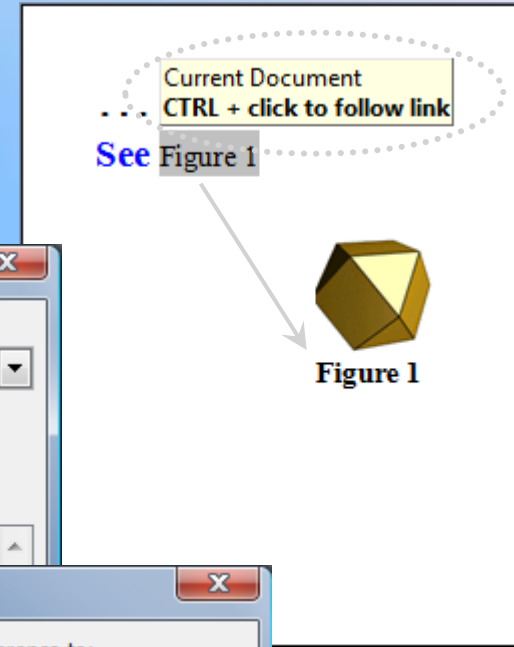 Current Document
... CTRL + click to follow link
See Figure 1
Figure 1